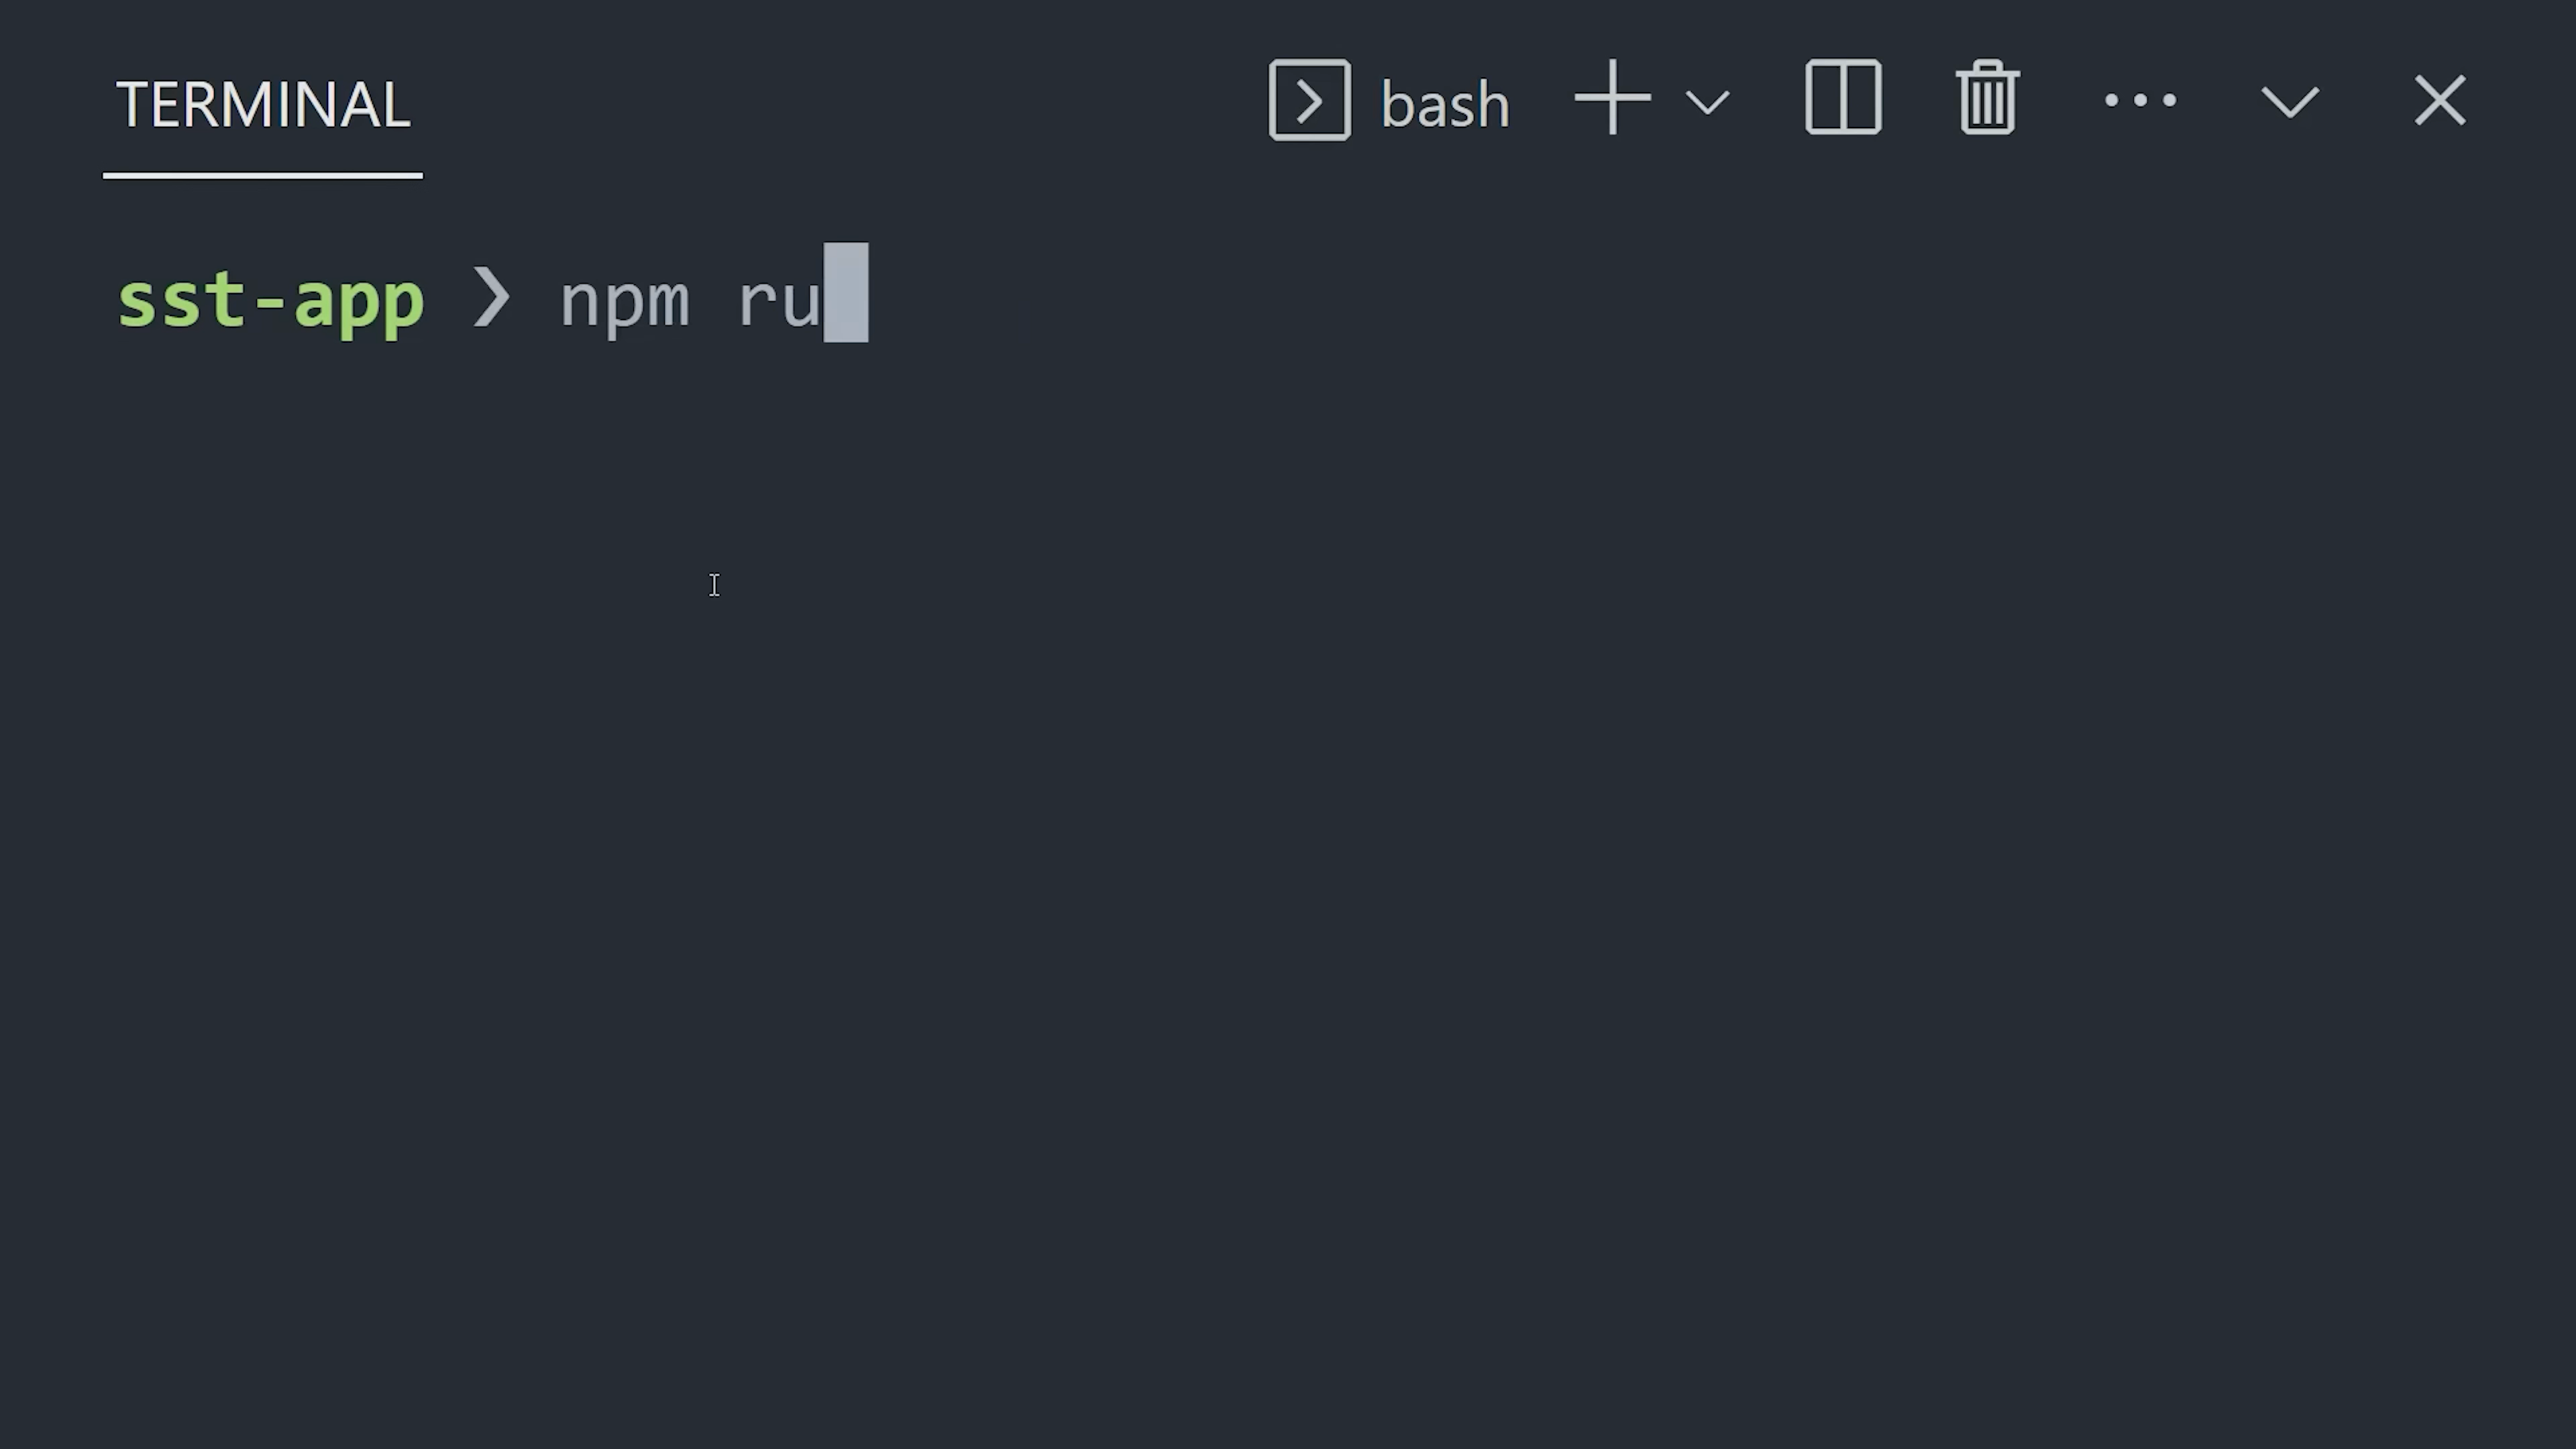 TERMINAL
bash
sst-app ❯ npm ru